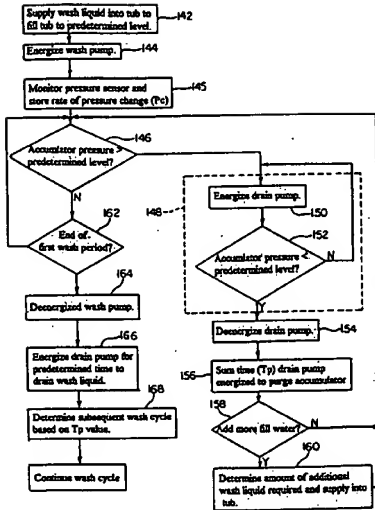 Supply wash liquid into tub to
fill tub to predetermined level.
142
Energize wash pump.
144
Monitor pressure sensor and
store rate of pressure change (Pc)
145
146
Accumulator pressure >
predetermined level?
N
162
End of
first wash period?
164
Deenergized wash pump.
166
Energize drain pump for
predetermined time to
drain wash liquid.
168
Determine subsequent wash cycle
based on Tp value.
Continue wash cycle
148
Energize drain pump.
150
152
Accumulator pressure <
predetermined level?
N
Y
Deenergize drain pump.
154
156
Sum time (Tp) drain pump
energized to purge accumulator
158
Add more fill water?
N
Y
160
Determine amount of additional
wash liquid required and supply into
tub.